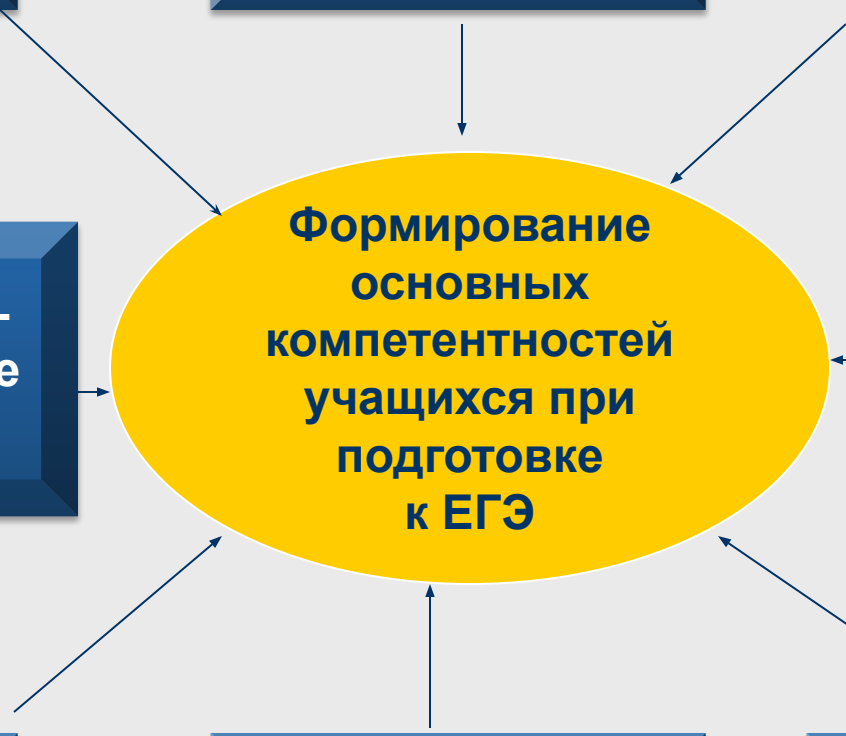 Формирование
основных
компетентностей
учащихся при
подготовке
к ЕГЭ